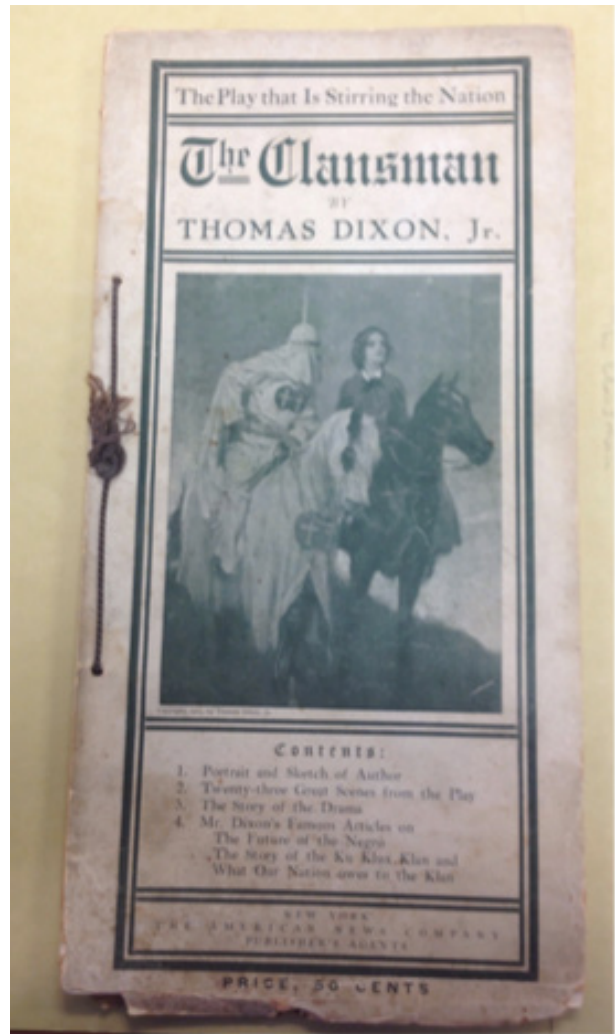 The Play that Is Stirring the Nation
The Clansman
BY
THOMAS DIXON, Jr.
Contents:
1. Portrait and Sketch of Author
2. Twenty-three Great Scenes from the Play
3. The Story of the Drama
4. Mr. Dixon's Famous Articles on
The Future of the Negro
The Story of the Ku Klux Klan and
What Our Nation owes to the Klan
NEW YORK
THE AMERICAN NEWS COMPANY
PUBLISHER'S AGENTS
PRICE, 50 CENTS